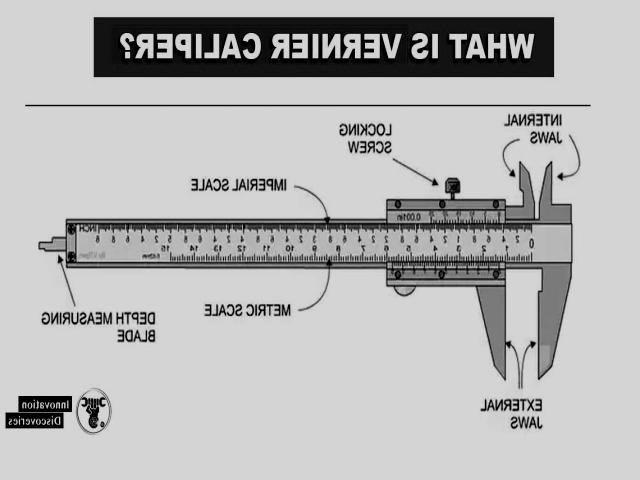 WHAT IS VERNIER CALIPER?
INTERNAL
JAWS
LOCKING
SCREW
IMPERIAL SCALE
INCH
0.001in
METRIC SCALE
DEPTH MEASURING
BLADE
EXTERNAL
JAWS
Innovation
Discoveries